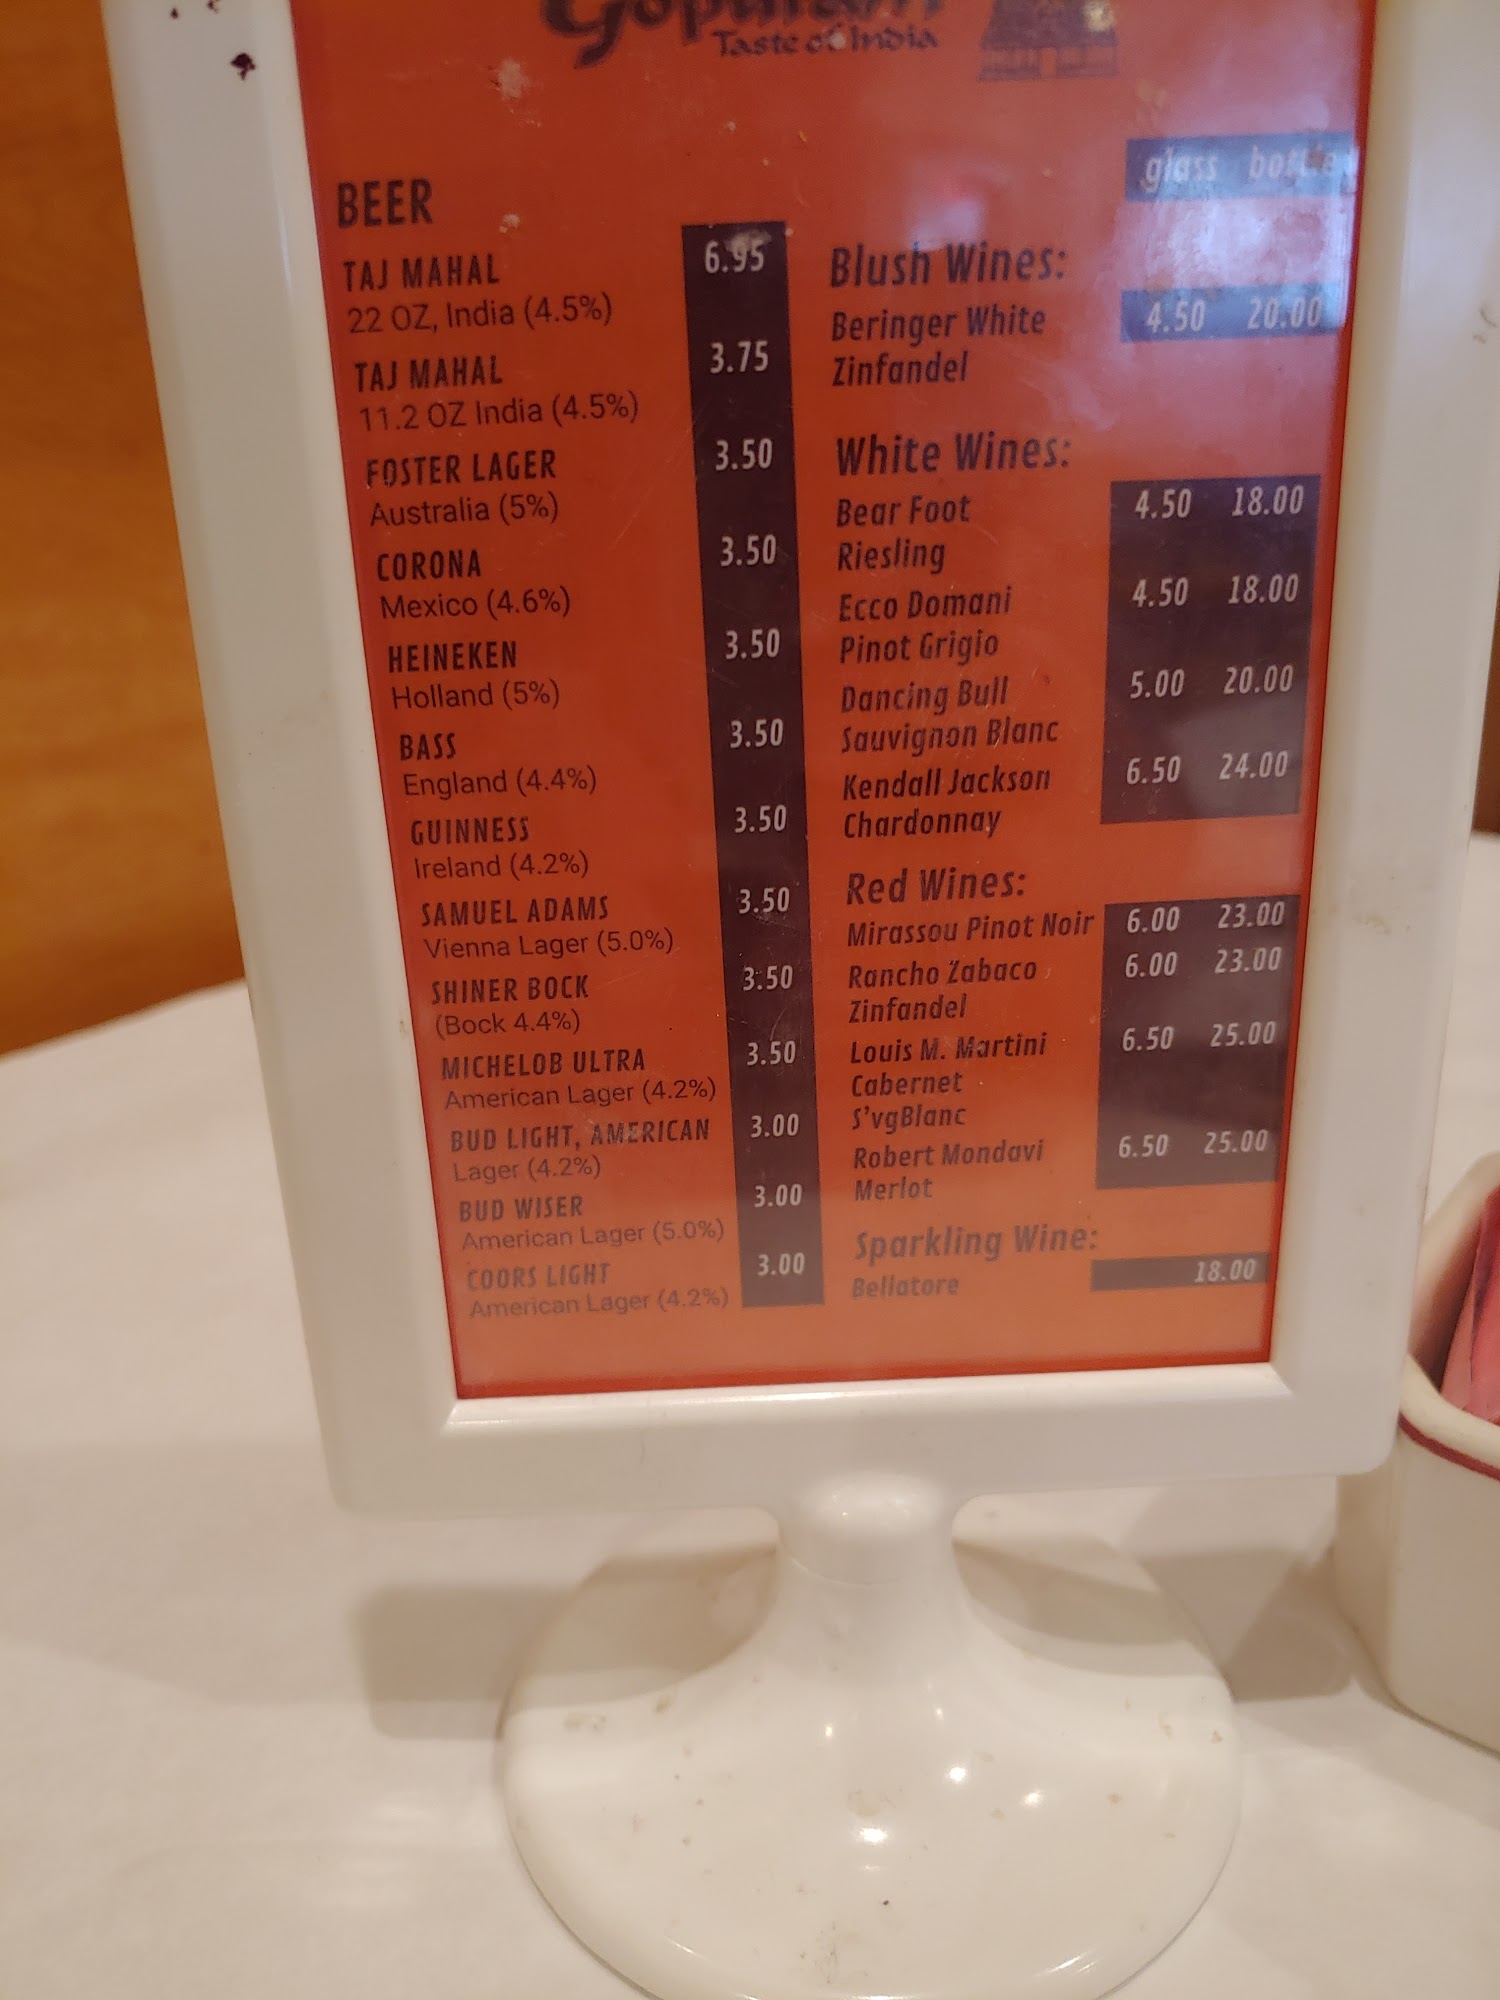 Taste of India
glass bottle
BEER
TAJ MAHAL 6.95
22 OZ, India (4.5%)
TAJ MAHAL 3.75
11.2 OZ India (4.5%)
FOSTER LAGER 3.50
Australia (5%)
CORONA 3.50
Mexico (4.6%)
HEINEKEN 3.50
Holland (5%)
BASS 3.50
England (4.4%)
GUINNESS 3.50
Ireland (4.2%)
SAMUEL ADAMS 3.50
Vienna Lager (5.0%)
SHINER BOCK 3.50
(Bock 4.4%)
MICHELOB ULTRA 3.50
American Lager (4.2%)
BUD LIGHT, AMERICAN 3.00
Lager (4.2%)
BUD WISER 3.00
American Lager (5.0%)
COORS LIGHT 3.00
American Lager (4.2%)
Blush Wines:
Beringer White 4.50 20.00
Zinfandel
White Wines:
Bear Foot 4.50 18.00
Riesling
Ecco Domani 4.50 18.00
Pinot Grigio
Dancing Bull 5.00 20.00
Sauvignon Blanc
Kendall Jackson 6.50 24.00
Chardonnay
Red Wines:
Mirassou Pinot Noir 6.00 23.00
Rancho Zabaco 6.00 23.00
Zinfandel
Louis M. Martini 6.50 25.00
Cabernet
S'vgBlanc
Robert Mondavi 6.50 25.00
Merlot
Sparkling Wine:
Bellatore 18.00